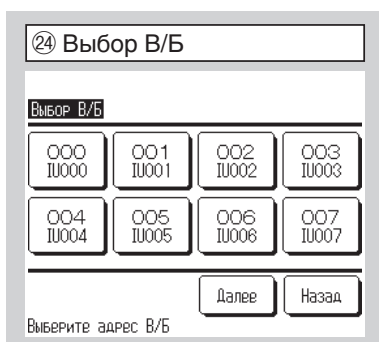 ㉔ Выбор В/Б
Выбор В/Б
000 001 002 003
IU000 IU001 IU002 IU003
004 005 006 007
IU004 IU005 IU006 IU007
Далее Назад
Выберите адрес В/Б